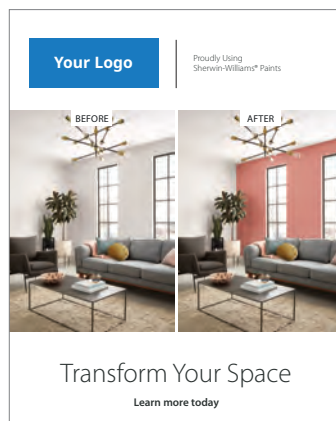 Your Logo
Proudly Using
Sherwin-Williams® Paints
BEFORE
AFTER
Transform Your Space
Learn more today